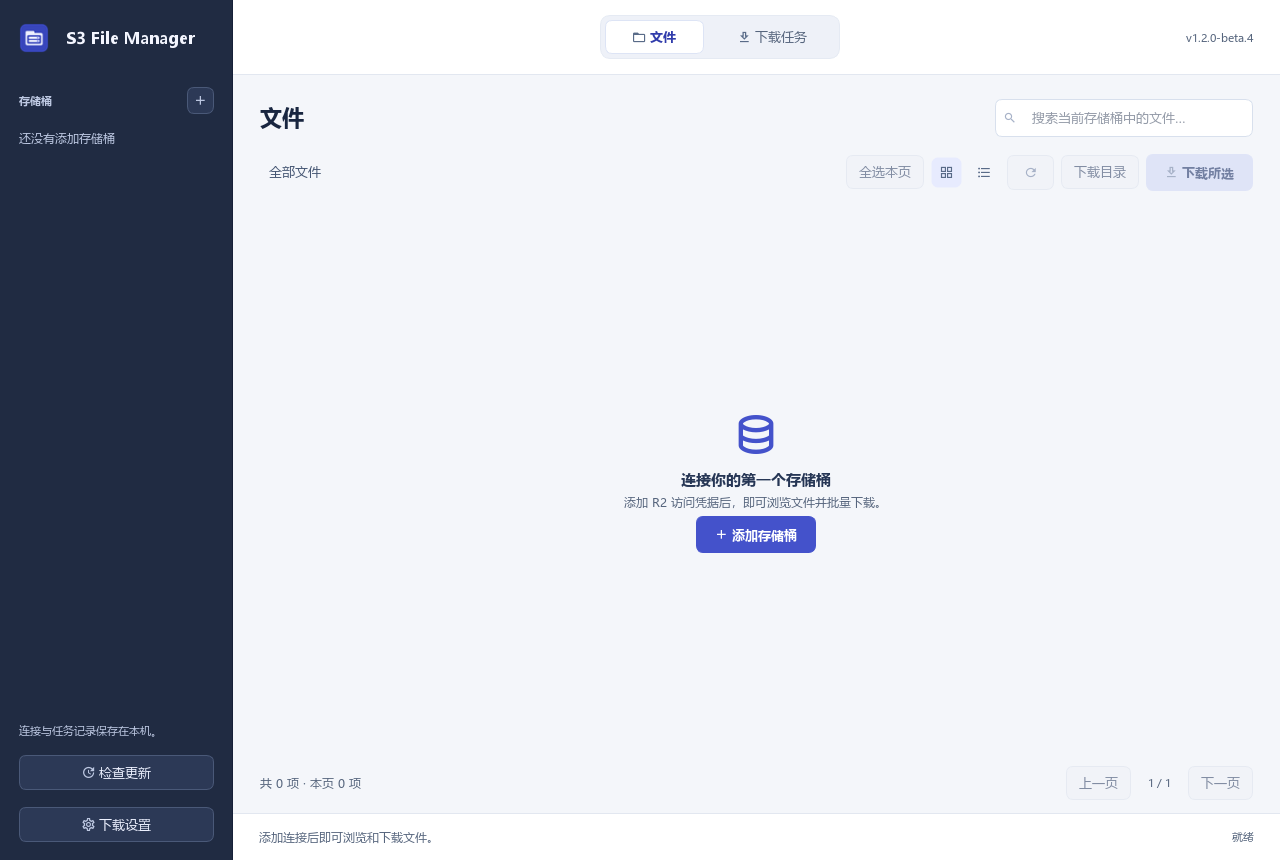 S3 File Manager
存储桶
还没有添加存储桶
连接与任务记录保存在本机。
检查更新
下载设置
文件
下载任务
v1.2.0-beta.4
文件
搜索当前存储桶中的文件...
全部文件
全选本页
下载目录
下载所选
连接你的第一个存储桶
添加 R2 访问凭据后，即可浏览文件并批量下载。
添加存储桶
共 0 项 · 本页 0 项
上一页
1 / 1
下一页
添加连接后即可浏览和下载文件。
就绪